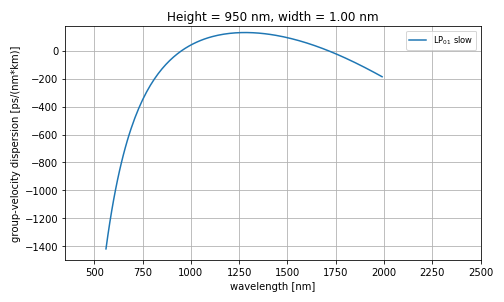 Height = 950 nm, width = 1.00 nm
LP₀₁ slow
group-velocity dispersion [ps/(nm*km)]
0
−200
−400
−600
−800
−1000
−1200
−1400
500 750 1000 1250 1500 1750 2000 2250 2500
wavelength [nm]